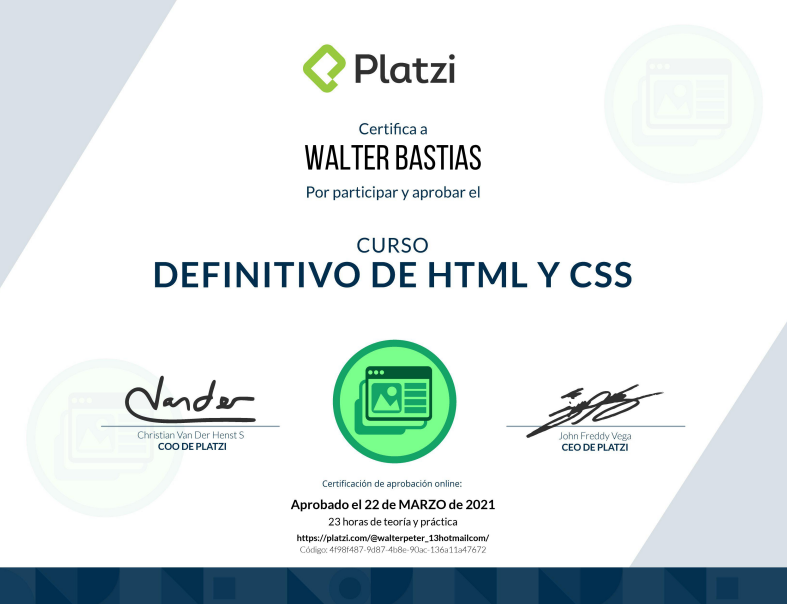 Platzi
Certifica a
WALTER BASTIAS
Por participar y aprobar el
CURSO
DEFINITIVO DE HTML Y CSS
Vander
Christian Van Der Henst S
COO DE PLATZI
John Freddy Vega
CEO DE PLATZI
Certificación de aprobación online:
Aprobado el 22 de MARZO de 2021
23 horas de teoría y práctica
https://platzi.com/@walterpeter_13hotmailcom/
Código: 4f98f487-9d87-4b8e-90ac-136a11a47672